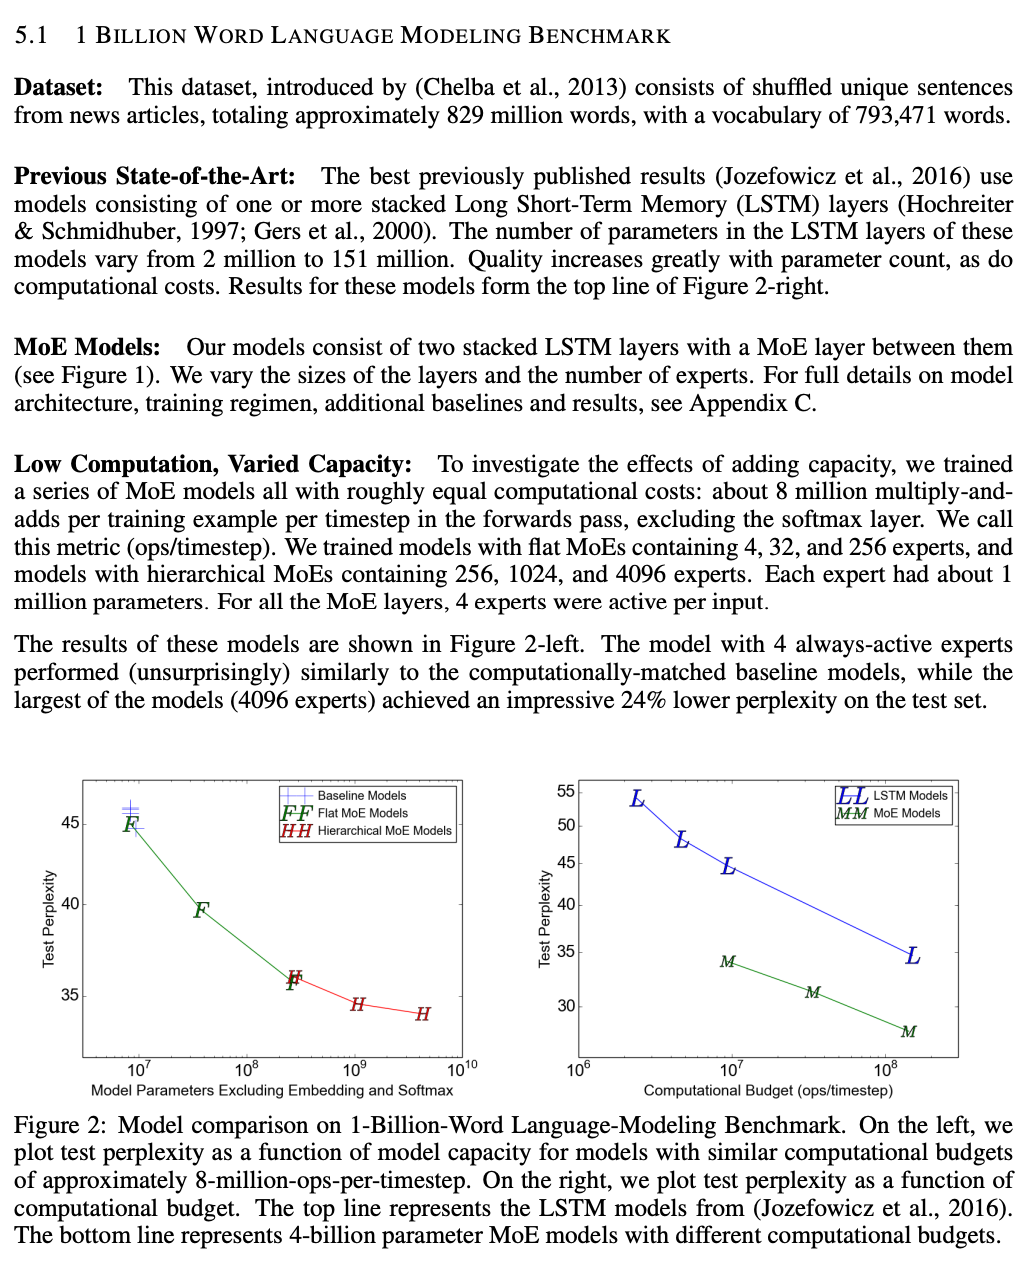 5.1 1 BILLION WORD LANGUAGE MODELING BENCHMARK
Dataset: This dataset, introduced by (Chelba et al., 2013) consists of shuffled unique sentences
from news articles, totaling approximately 829 million words, with a vocabulary of 793,471 words.
Previous State-of-the-Art: The best previously published results (Jozefowicz et al., 2016) use
models consisting of one or more stacked Long Short-Term Memory (LSTM) layers (Hochreiter
& Schmidhuber, 1997; Gers et al., 2000). The number of parameters in the LSTM layers of these
models vary from 2 million to 151 million. Quality increases greatly with parameter count, as do
computational costs. Results for these models form the top line of Figure 2-right.
MoE Models: Our models consist of two stacked LSTM layers with a MoE layer between them
(see Figure 1). We vary the sizes of the layers and the number of experts. For full details on model
architecture, training regimen, additional baselines and results, see Appendix C.
Low Computation, Varied Capacity: To investigate the effects of adding capacity, we trained
a series of MoE models all with roughly equal computational costs: about 8 million multiply-and-
adds per training example per timestep in the forwards pass, excluding the softmax layer. We call
this metric (ops/timestep). We trained models with flat MoEs containing 4, 32, and 256 experts, and
models with hierarchical MoEs containing 256, 1024, and 4096 experts. Each expert had about 1
million parameters. For all the MoE layers, 4 experts were active per input.
The results of these models are shown in Figure 2-left. The model with 4 always-active experts
performed (unsurprisingly) similarly to the computationally-matched baseline models, while the
largest of the models (4096 experts) achieved an impressive 24% lower perplexity on the test set.
Baseline Models
FF Flat MoE Models
HH Hierarchical MoE Models
45
40
35
Test Perplexity
F
F
F
H
H
H
10^7 10^8 10^9 10^10
Model Parameters Excluding Embedding and Softmax
LL LSTM Models
MM MoE Models
55
50
45
40
35
30
Test Perplexity
L
L
L
L
M
M
M
10^6 10^7 10^8
Computational Budget (ops/timestep)
Figure 2: Model comparison on 1-Billion-Word Language-Modeling Benchmark. On the left, we
plot test perplexity as a function of model capacity for models with similar computational budgets
of approximately 8-million-ops-per-timestep. On the right, we plot test perplexity as a function of
computational budget. The top line represents the LSTM models from (Jozefowicz et al., 2016).
The bottom line represents 4-billion parameter MoE models with different computational budgets.